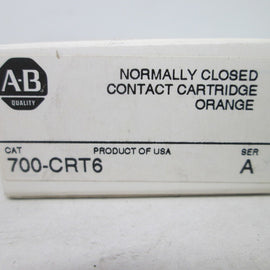 A-B
QUALITY
NORMALLY CLOSED
CONTACT CARTRIDGE
ORANGE
CAT PRODUCT OF USA SER
700-CRT6 A